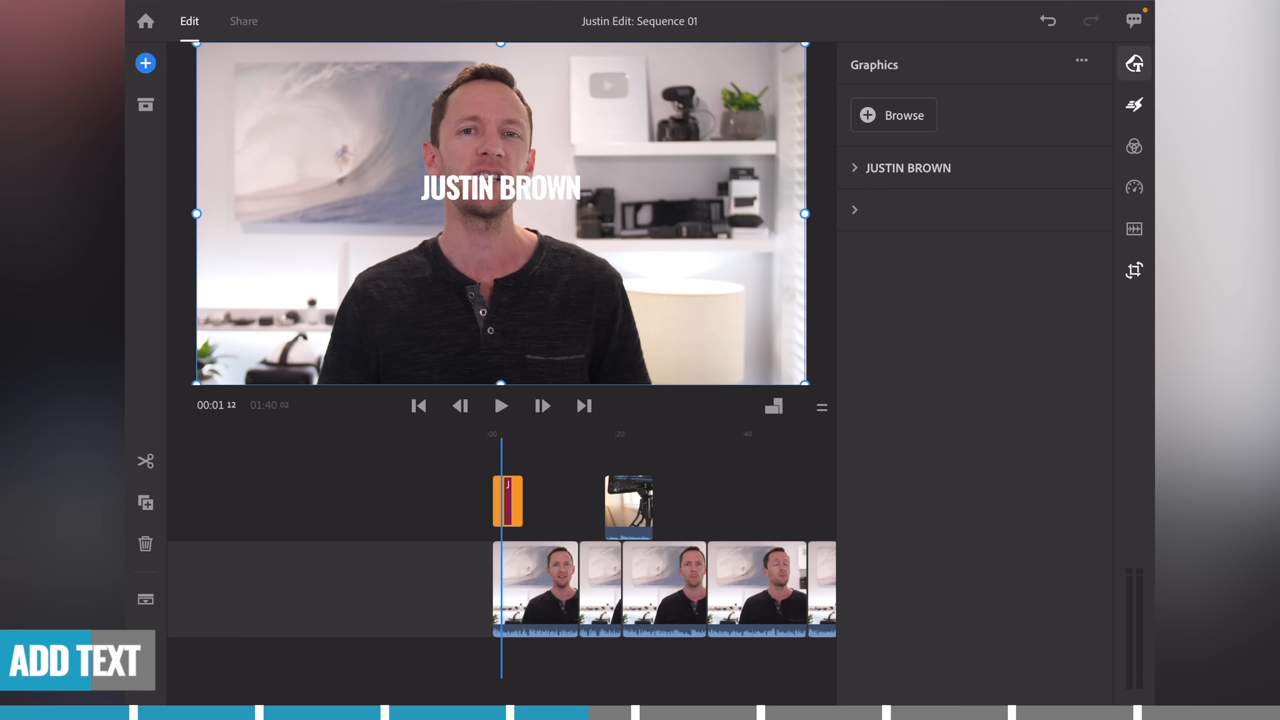 Edit
Share
Justin Edit: Sequence 01
Graphics
Browse
JUSTIN BROWN
JUSTIN BROWN
00:01 12
01:40 02
:00
:20
:40
J
ADD TEXT